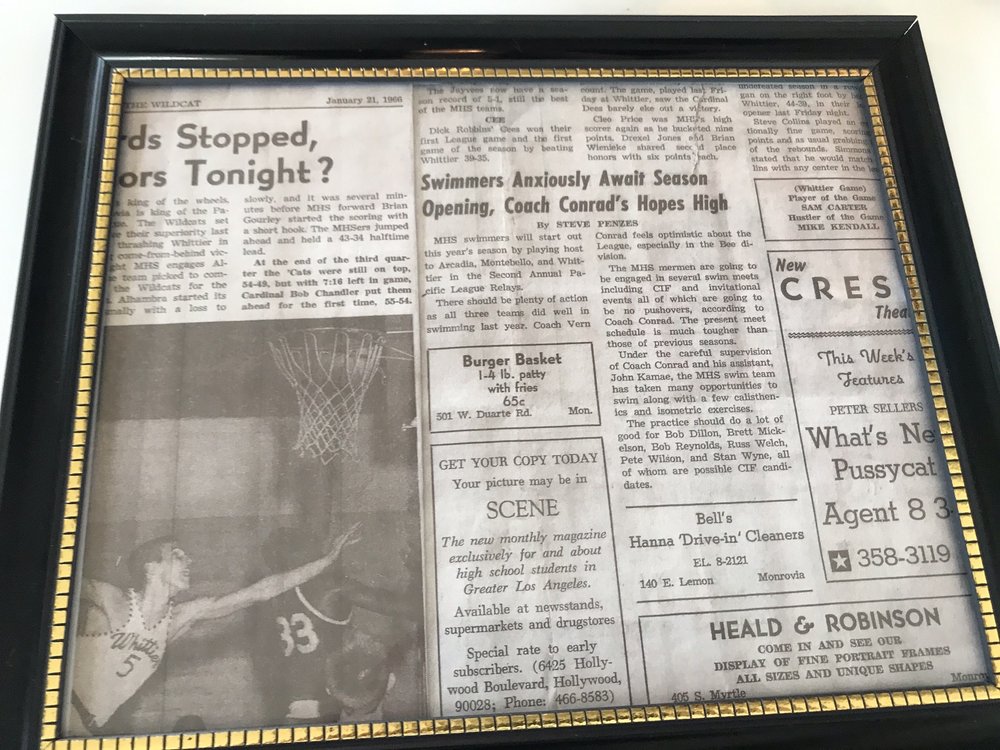 THE WILDCAT
January 21, 1966
rds Stopped,
ors Tonight?
king of the wheels,
via is king of the Pa-
ue. The Wildcats set
e their superiority last
thrashing Whittier in
come-from-behind vic-
ght MHS engages Al-
team picked to com-
the Wildcats for the
Alhambra started its
nally with a loss to
slowly, and it was several min-
utes before MHS forward Brian
Gourley started the scoring with
a short hook. The MHSers jumped
ahead and held a 43-34 halftime
lead.
At the end of the third quar-
ter the 'Cats were still on top,
54-49, but with 7:16 left in game,
Cardinal Bob Chandler put them
ahead for the first time, 55-54.
Whittier
5
33
The Jayvees now have a sea-
son record of 5-1, still the best
of the MHS teams.
CEE
Dick Robbins' Cees won their
first League game and the first
game of the season by beating
Whittier 39-35.
count. The game, played last Fri-
day at Whittier, saw the Cardinal
Dees barely eke out a victory.
Cleo Price was MHS's high
scorer again as he bucketed nine
points. Drexel Jones and Brian
Wienieke shared second place
honors with six points each.
undefeated season in a
gan on the right foot by
Whittier, 44-39, in their
opener last Friday night.
Steve Collins played an
tionally fine game, scoring
points and as usual grabbing
of the rebounds. Simmons
stated that he would match
lins with any center in the
Swimmers Anxiously Await Season
Opening, Coach Conrad's Hopes High
By STEVE PENZES
MHS swimmers will start out
this year's season by playing host
to Arcadia, Montebello, and Whit-
tier in the Second Annual Pa-
cific League Relays.
There should be plenty of action
as all three teams did well in
swimming last year. Coach Vern
Conrad feels optimistic about the
League, especially in the Bee di-
vision.
The MHS mermen are going to
be engaged in several swim meets
including CIF and invitational
events all of which are going to
be no pushovers, according to
Coach Conrad. The present meet
schedule is much tougher than
those of previous seasons.
Under the careful supervision
of Coach Conrad and his assistant,
John Kamae, the MHS swim team
has taken many opportunities to
swim along with a few calisthen-
ics and isometric exercises.
The practice should do a lot of
good for Bob Dillon, Brett Mick-
elson, Bob Reynolds, Russ Welch,
Pete Wilson, and Stan Wyne, all
of whom are possible CIF candi-
dates.
Burger Basket
1-4 lb. patty
with fries
65c
501 W. Duarte Rd. Mon.
GET YOUR COPY TODAY
Your picture may be in
SCENE
The new monthly magazine
exclusively for and about
high school students in
Greater Los Angeles.
Available at newstands,
supermarkets and drugstores
Special rate to early
subscribers. (6425 Holly-
wood Boulevard, Hollywood,
90028; Phone: 466-8583)
Bell's
Hanna 'Drive-in' Cleaners
EL. 8-2121
140 E. Lemon Monrovia
(Whittier Game)
Player of the Game
SAM CARTER
Hustler of the Game
MIKE KENDALL
New
CRES
Thea
This Week's
Features
PETER SELLERS
What's Ne
Pussycat
Agent 8 3
358-3119
HEALD & ROBINSON
COME IN AND SEE OUR
DISPLAY OF FINE PORTRAIT FRAMES
ALL SIZES AND UNIQUE SHAPES
405 S. Myrtle Monrov